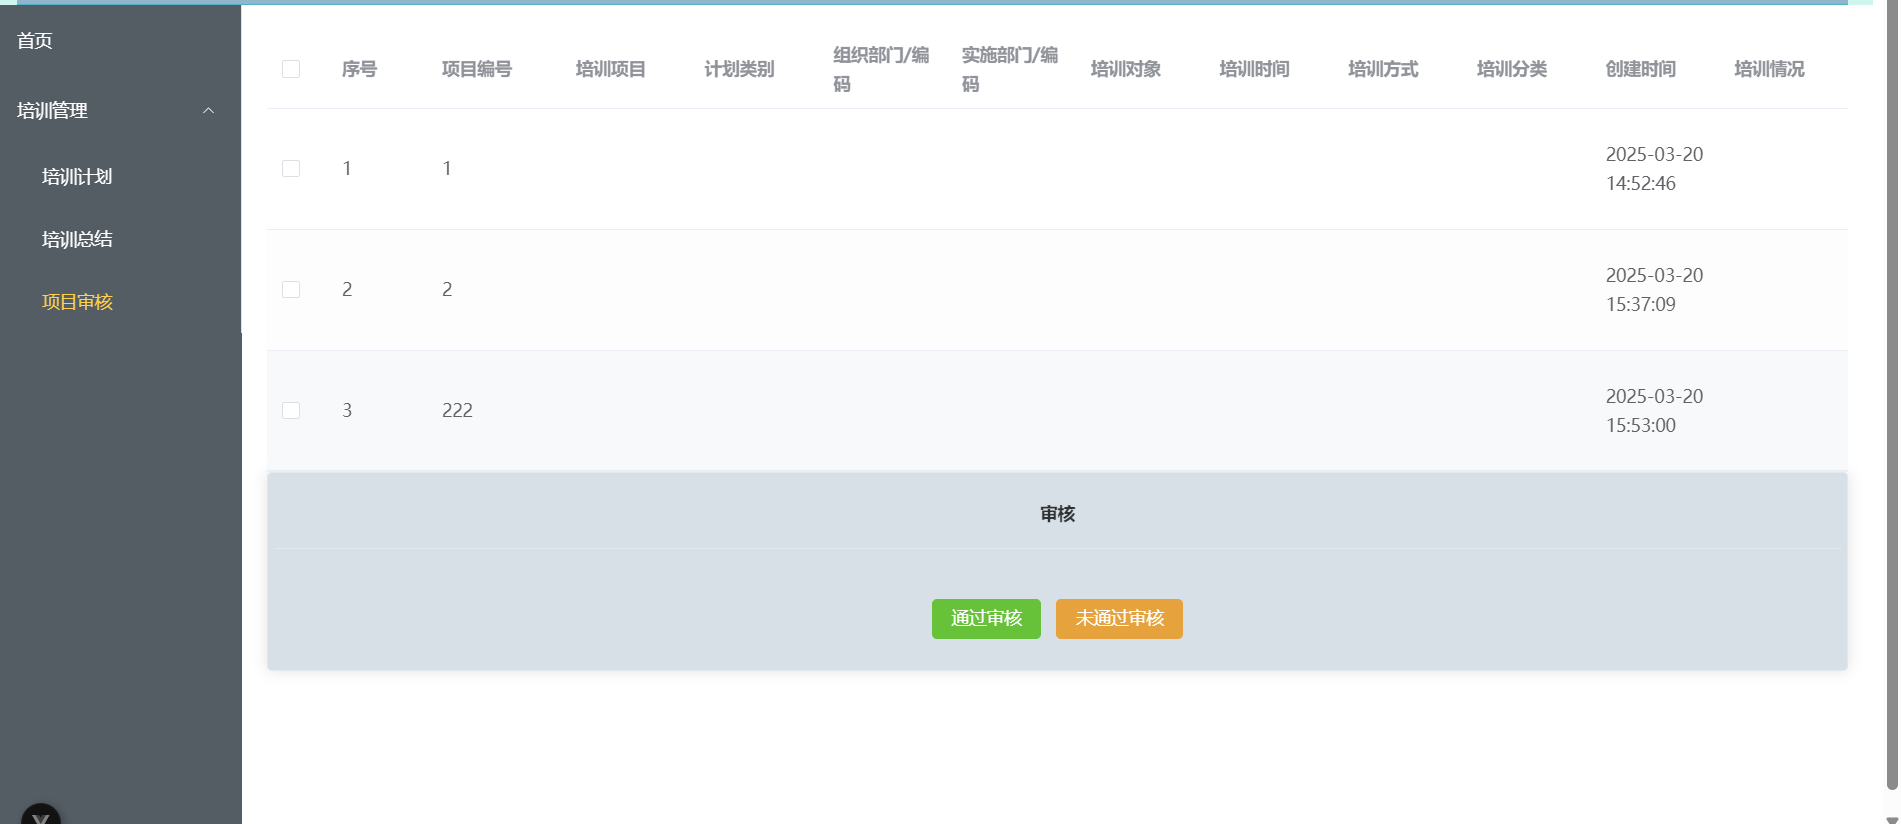 首页
培训管理
培训计划
培训总结
项目审核
序号 项目编号 培训项目 计划类别 组织部门/编码 实施部门/编码 培训对象 培训时间 培训方式 培训分类 创建时间 培训情况
1 1 2025-03-20 14:52:46
2 2 2025-03-20 15:37:09
3 222 2025-03-20 15:53:00
审核
通过审核 未通过审核